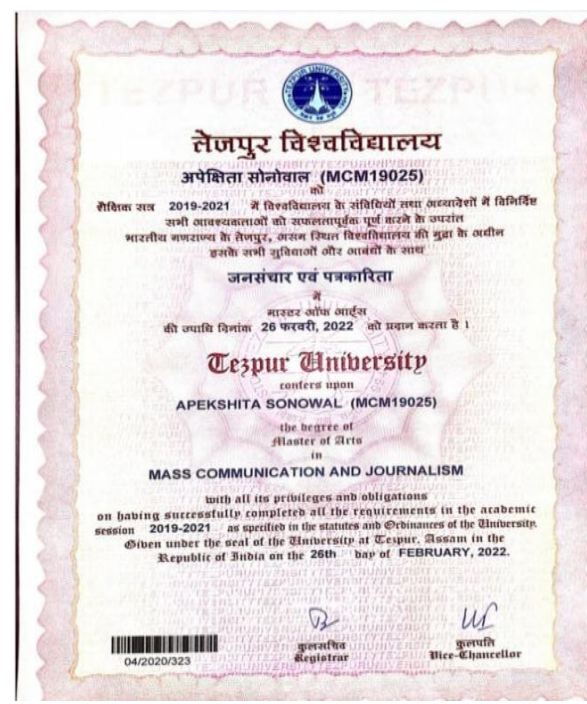 TEZPUR UNIVERSITY
तेजपुर विश्वविद्यालय
अपेक्षिता सोनोवाल (MCM19025)
को
शैक्षिक सत्र 2019-2021 में विश्वविद्यालय के संविधियों तथा अध्यादेशों में विनिर्दिष्ट
सभी आवश्यकताओं को सफलतापूर्वक पूर्ण करने के उपरांत
भारतीय गणराज्य के तेजपुर, असम स्थित विश्वविद्यालय की मुद्रा के अधीन
इसके सभी सुविधाओं और आबंधों के साथ
जनसंचार एवं पत्रकारिता
में
मास्टर ऑफ आर्ट्स
की उपाधि दिनांक 26 फरवरी, 2022 को प्रदान करता है ।
Tezpur University
confers upon
APEKSHITA SONOWAL (MCM19025)
the degree of
Master of Arts
in
MASS COMMUNICATION AND JOURNALISM
with all its privileges and obligations
on having successfully completed all the requirements in the academic
session 2019-2021 as specified in the statutes and Ordinances of the University.
Given under the seal of the University at Tezpur, Assam in the
Republic of India on the 26th day of FEBRUARY, 2022.
04/2020/323
कुलसचिव
Registrar
कुलपति
Vice-Chancellor